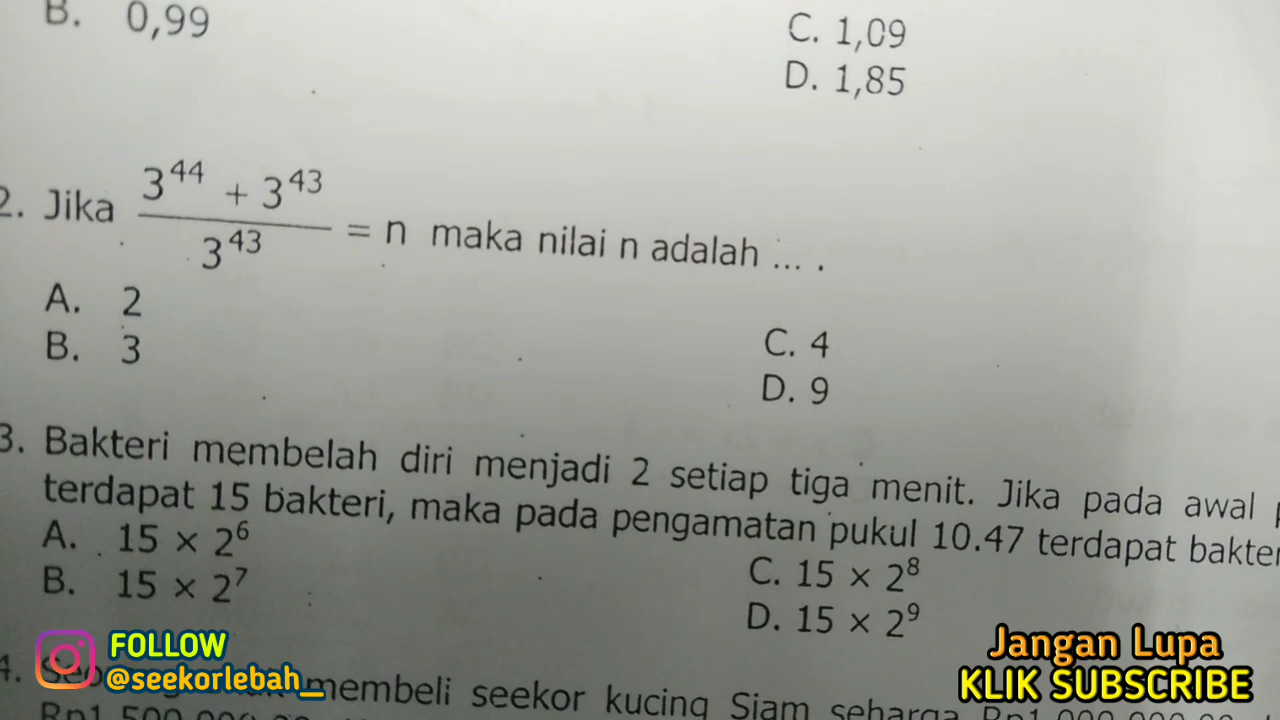 B. 0,99
C. 1,09
D. 1,85
2. Jika (3^44 + 3^43)/3^43 = n maka nilai n adalah ... .
A. 2
B. 3
C. 4
D. 9
3. Bakteri membelah diri menjadi 2 setiap tiga menit. Jika pada awal
terdapat 15 bakteri, maka pada pengamatan pukul 10.47 terdapat
A. 15 × 2^6
B. 15 × 2^7
C. 15 × 2^8
D. 15 × 2^9
4. membeli seekor kucing Siam seharga
FOLLOW
@seekorlebah_
Jangan Lupa
KLIK SUBSCRIBE